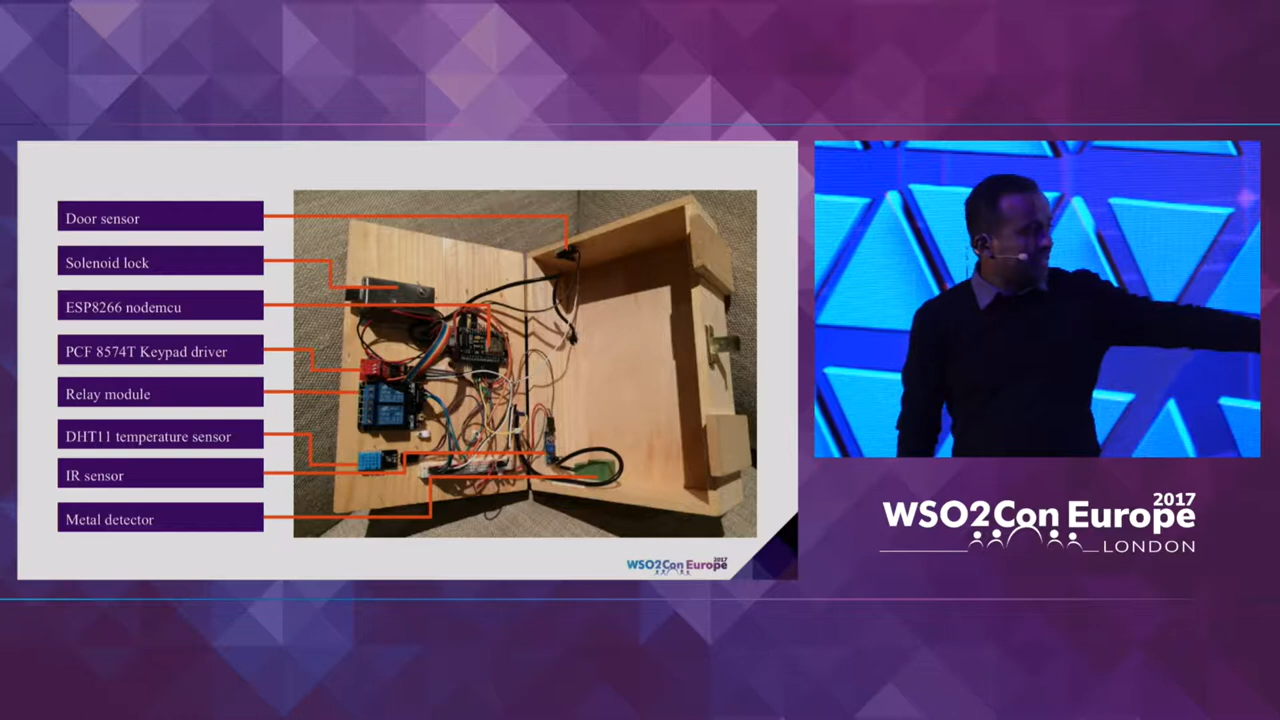 Door sensor
Solenoid lock
ESP8266 nodemcu
PCF 8574T Keypad driver
Relay module
DHT11 temperature sensor
IR sensor
Metal detector
WSO2Con Europe 2017
WSO2Con Europe 2017
LONDON